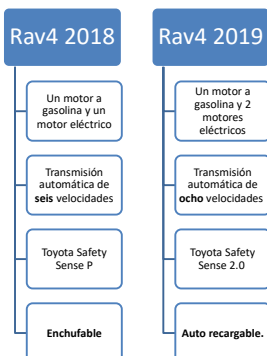 Rav4 2018
Un motor a
gasolina y un
motor eléctrico
Transmisión
automática de
seis velocidades
Toyota Safety
Sense P
Enchufable
Rav4 2019
Un motor a
gasolina y 2
motores
eléctricos
Transmisión
automática de
ocho velocidades
Toyota Safety
Sense 2.0
Auto recargable.